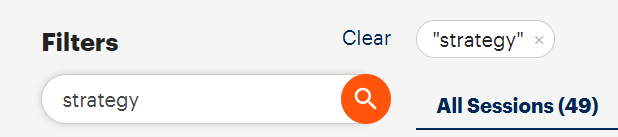 Filters
Clear
strategy
"strategy" ×
All Sessions (49)